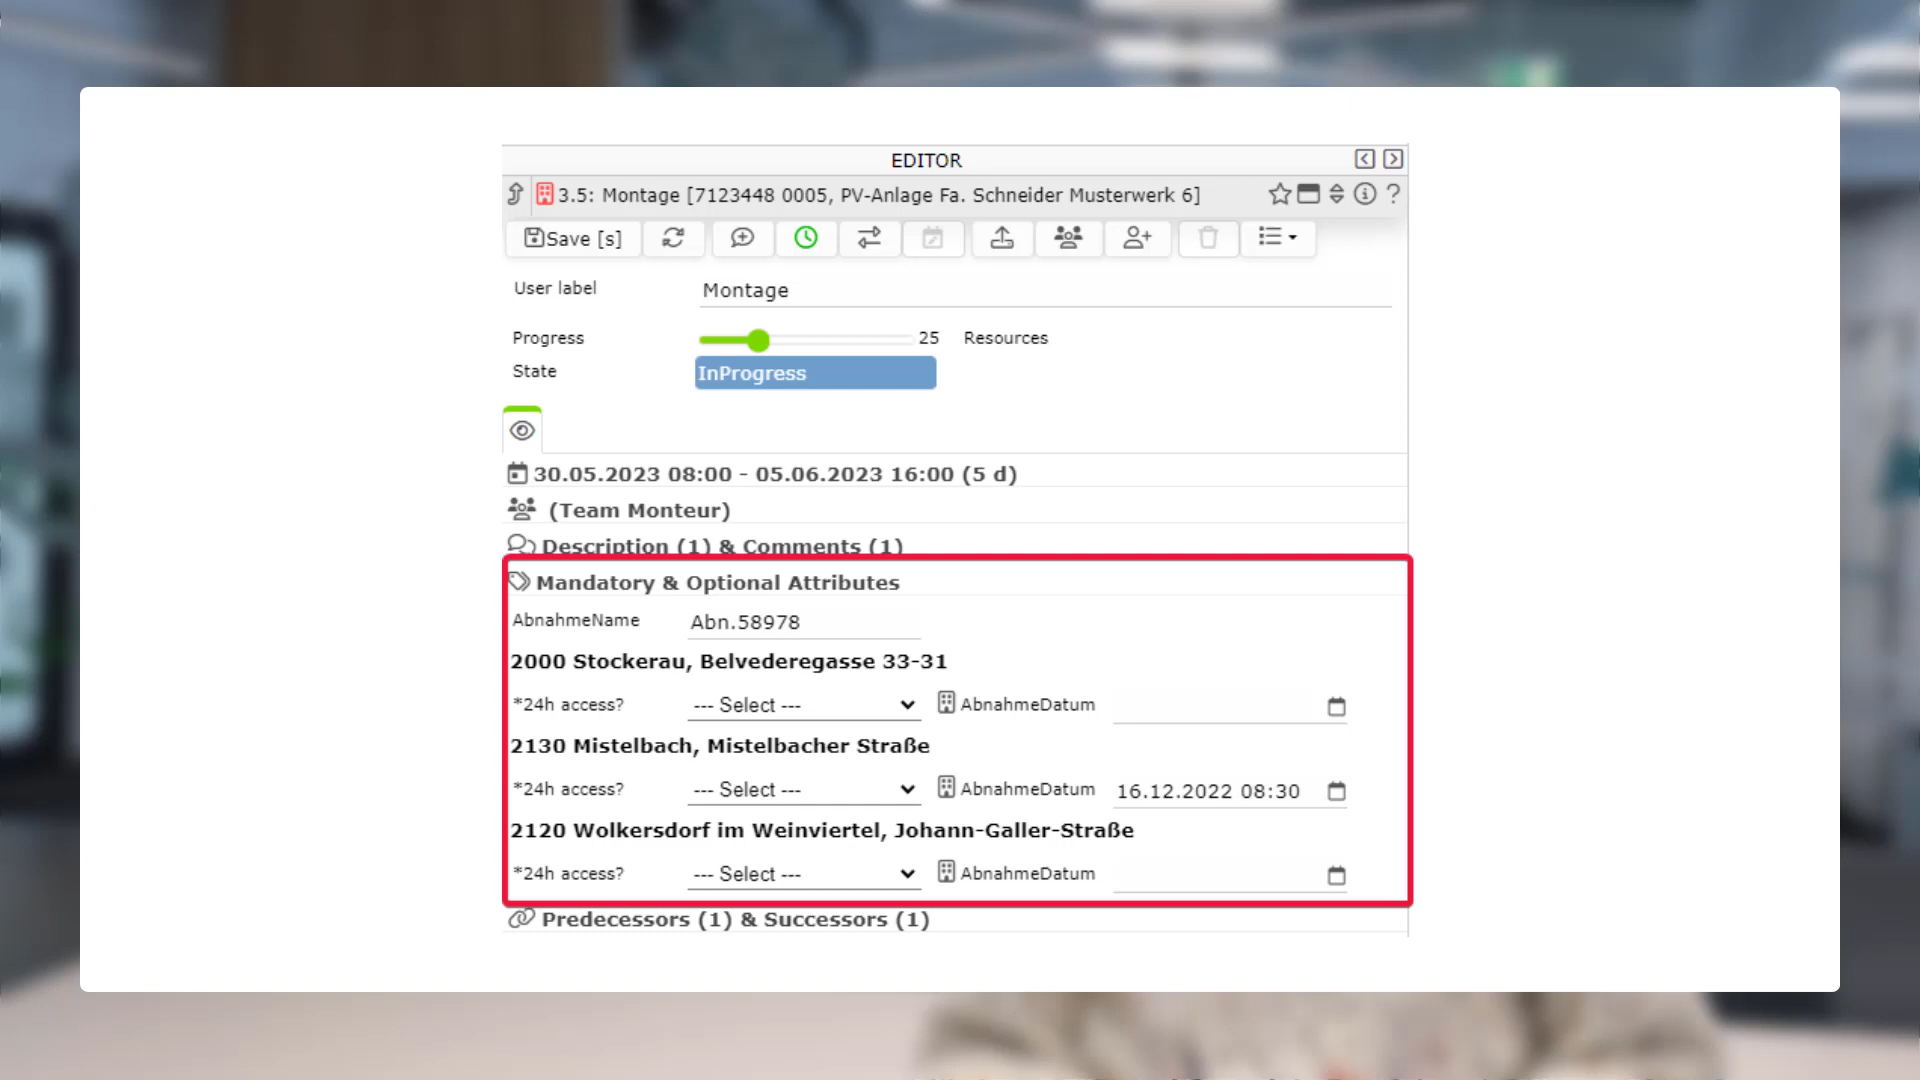 EDITOR
3.5: Montage [7123448 0005, PV-Anlage Fa. Schneider Musterwerk 6]
Save [s]
User label Montage
Progress 25 Resources
State InProgress
30.05.2023 08:00 - 05.06.2023 16:00 (5 d)
(Team Monteur)
Description (1) & Comments (1)
Mandatory & Optional Attributes
AbnahmeName Abn.58978
2000 Stockerau, Belvederegasse 33-31
*24h access? --- Select --- AbnahmeDatum
2130 Mistelbach, Mistelbacher Straße
*24h access? --- Select --- AbnahmeDatum 16.12.2022 08:30
2120 Wolkersdorf im Weinviertel, Johann-Galler-Straße
*24h access? --- Select --- AbnahmeDatum
Predecessors (1) & Successors (1)